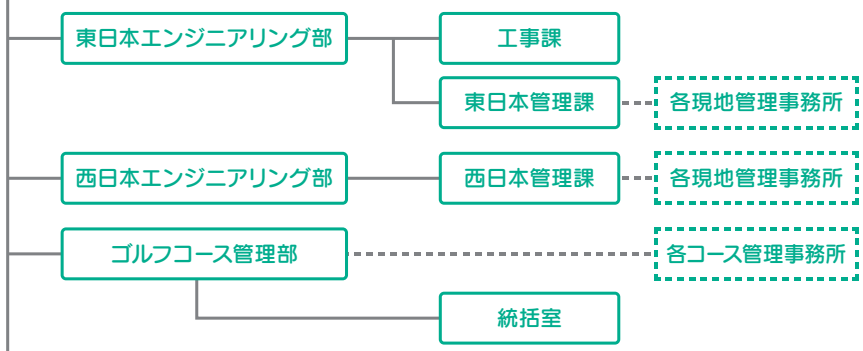 東日本エンジニアリング部
工事課
東日本管理課
各現地管理事務所
西日本エンジニアリング部
西日本管理課
各現地管理事務所
ゴルフコース管理部
各コース管理事務所
統括室